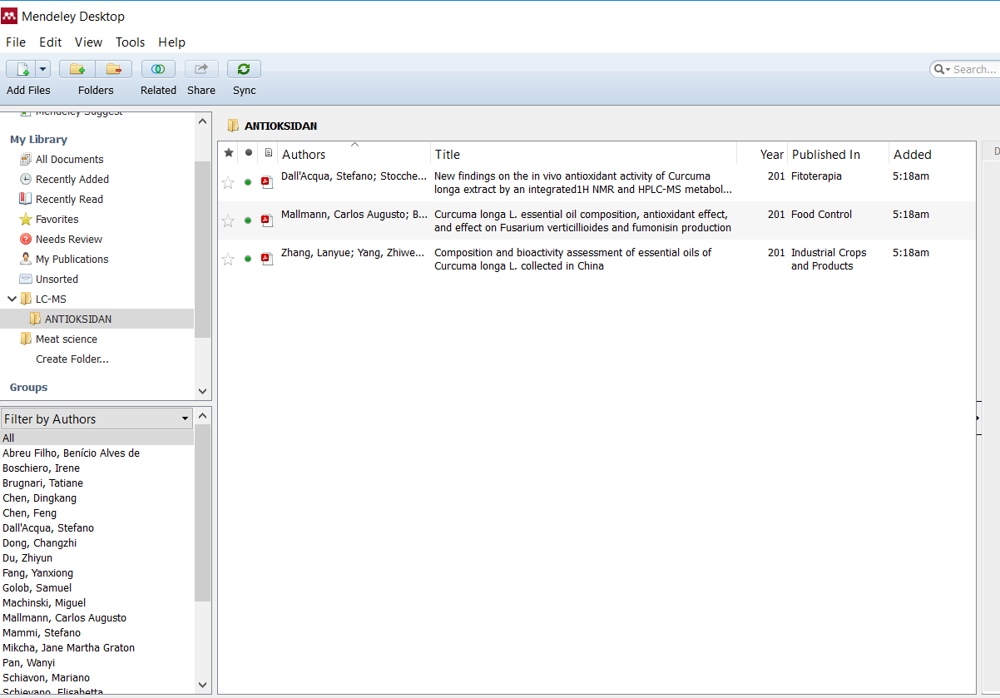 Mendeley Desktop
File Edit View Tools Help
Search...
Add Files Folders Related Share Sync
Mendeley Suggest
My Library
All Documents
Recently Added
Recently Read
Favorites
Needs Review
My Publications
Unsorted
LC-MS
ANTIOKSIDAN
Meat science
Create Folder...
Groups
Filter by Authors
All
Abreu Filho, Benício Alves de
Boschiero, Irene
Brugnari, Tatiane
Chen, Dingkang
Chen, Feng
Dall'Acqua, Stefano
Dong, Changzhi
Du, Zhiyun
Fang, Yanxiong
Golob, Samuel
Machinski, Miguel
Mallmann, Carlos Augusto
Mammi, Stefano
Mikcha, Jane Martha Graton
Pan, Wanyi
Schiavon, Mariano
Schievano, Elisabetta
ANTIOKSIDAN
Authors Title Year Published In Added
Dall'Acqua, Stefano; Stocche... New findings on the in vivo antioxidant activity of Curcuma 201 Fitoterapia 5:18am
longa extract by an integrated1H NMR and HPLC-MS metabol...
Mallmann, Carlos Augusto; B... Curcuma longa L. essential oil composition, antioxidant effect, 201 Food Control 5:18am
and effect on Fusarium verticillioides and fumonisin production
Zhang, Lanyue; Yang, Zhiwe... Composition and bioactivity assessment of essential oils of 201 Industrial Crops 5:18am
Curcuma longa L. collected in China and Products
D